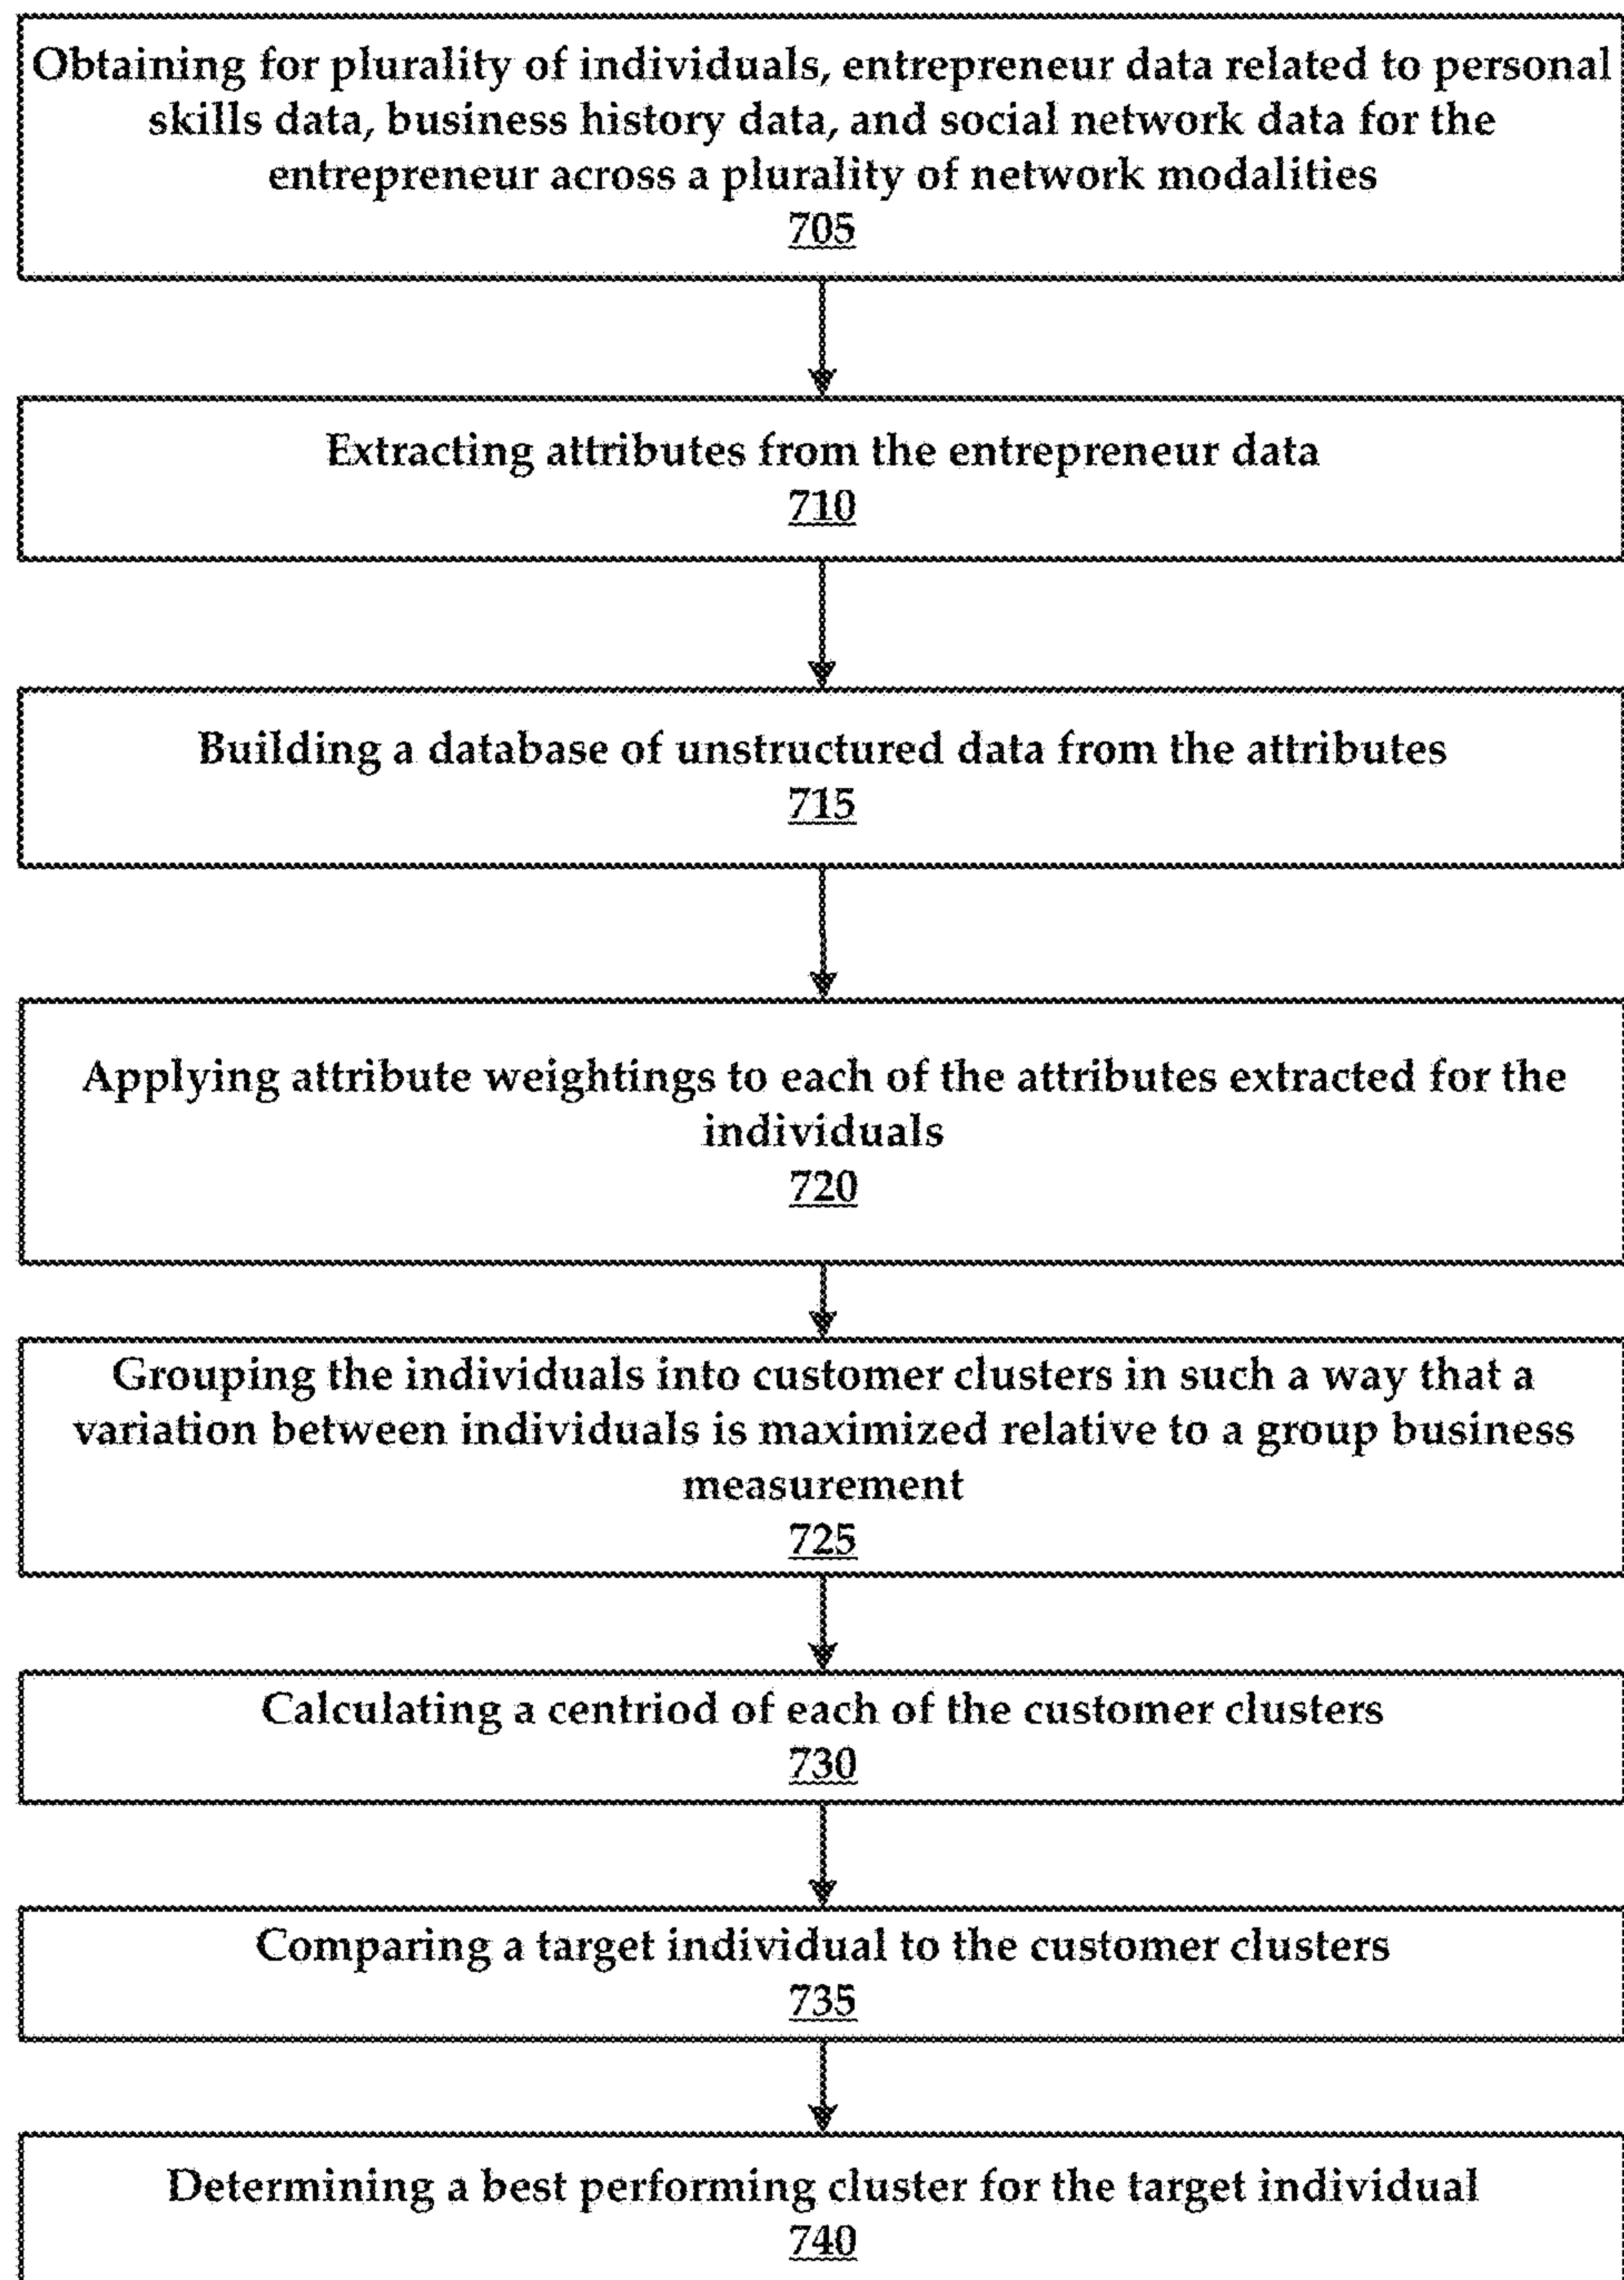 Obtaining for plurality of individuals, entrepreneur data related to personal
skills data, business history data, and social network data for the
entrepreneur across a plurality of network modalities
705
Extracting attributes from the entrepreneur data
710
Building a database of unstructured data from the attributes
715
Applying attribute weightings to each of the attributes extracted for the
individuals
720
Grouping the individuals into customer clusters in such a way that a
variation between individuals is maximized relative to a group business
measurement
725
Calculating a centriod of each of the customer clusters
730
Comparing a target individual to the customer clusters
735
Determining a best performing cluster for the target individual
740